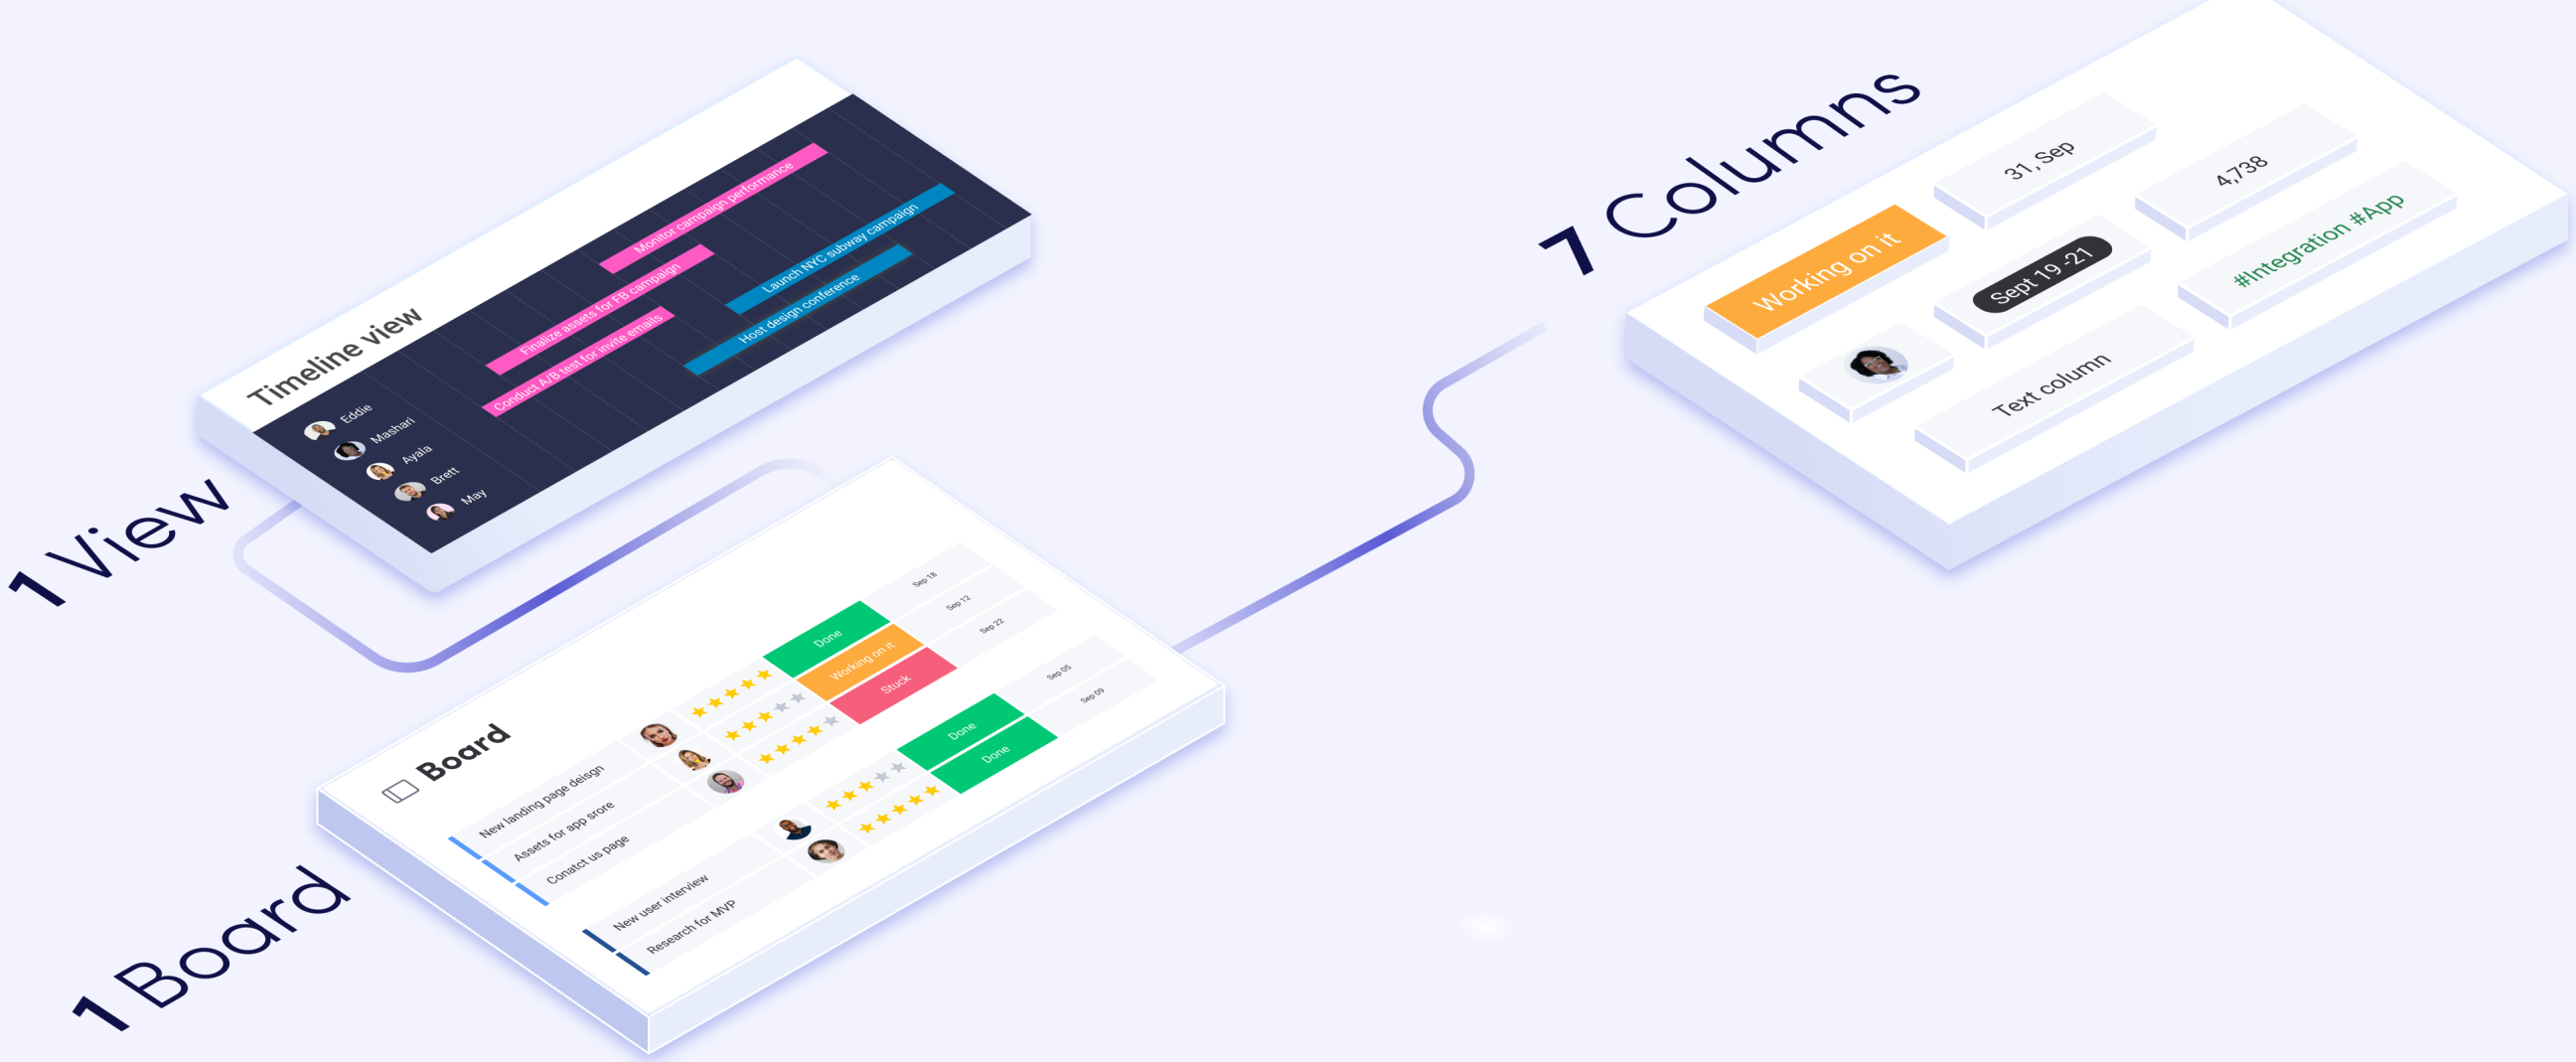 1 View
Timeline view
Monitor campaign performance
Finalize assets for FB campaign
Conduct A/B test for invite emails
Launch NYC subway campaign
Host design conference
Eddie
Mashari
Ayala
Brett
May
1 Board
Board
New landing page deisgn Done Sep 18
Assets for app srore Working on it Sep 12
Conatct us page Stuck Sep 22
New user interview Done Sep 05
Research for MVP Done Sep 09
7 Columns
Working on it
31, Sep
Sept 19 -21
4,738
Text column
#Integration #App